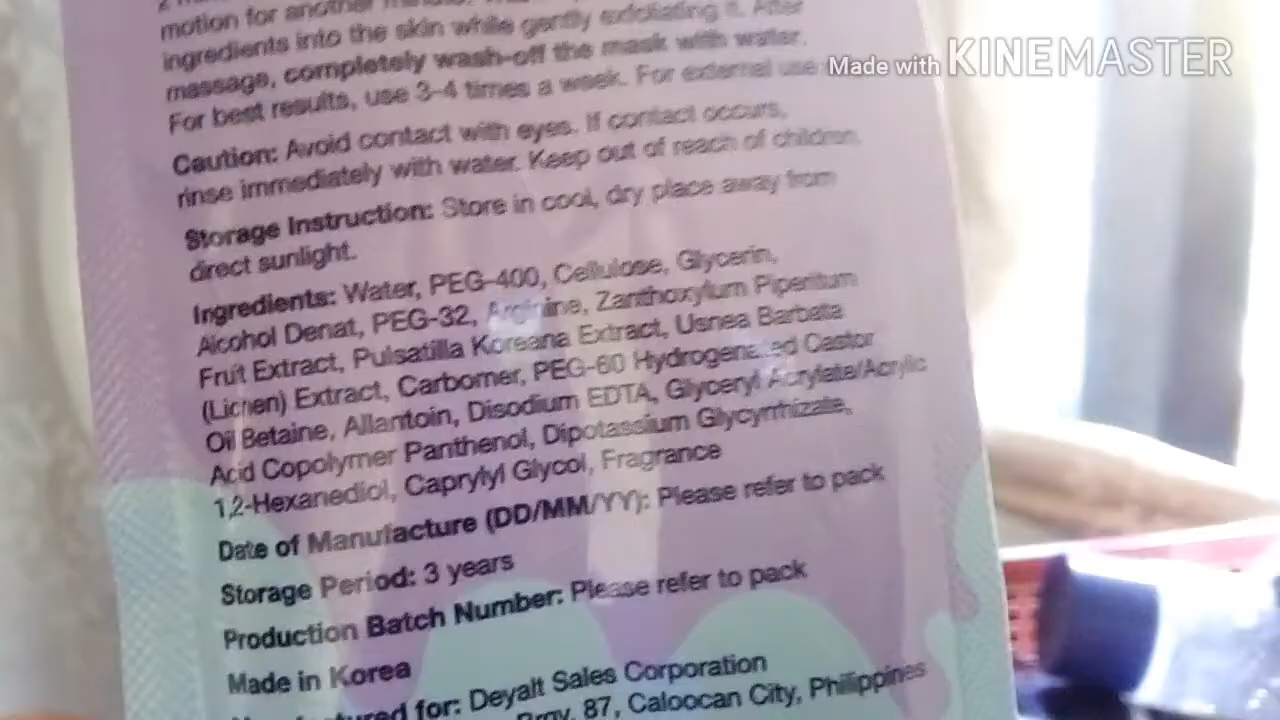 motion for another minute.
ingredients into the skin while gently exfoliating it. After
massage, completely wash-off the mask with water.
For best results, use 3-4 times a week. For external use
Caution: Avoid contact with eyes. If contact occurs,
rinse immediately with water. Keep out of reach of children.
Storage Instruction: Store in cool, dry place away from
direct sunlight.
Ingredients: Water, PEG-400, Cellulose, Glycerin,
Alcohol Denat, PEG-32, Arginine, Zanthoxylum Piperitum
Fruit Extract, Pulsatilla Koreana Extract, Usnea Barbata
(Lichen) Extract, Carbomer, PEG-60 Hydrogenated Castor
Oil Betaine, Allantoin, Disodium EDTA, Glyceryl Acrylate/Acrylic
Acid Copolymer Panthenol, Dipotassium Glycyrrhizate,
1,2-Hexanediol, Caprylyl Glycol, Fragrance
Date of Manufacture (DD/MM/YY): Please refer to pack
Storage Period: 3 years
Production Batch Number: Please refer to pack
Made in Korea
for: Deyalt Sales Corporation
Brgy. 87, Caloocan City, Philippines
Made with KINEMASTER